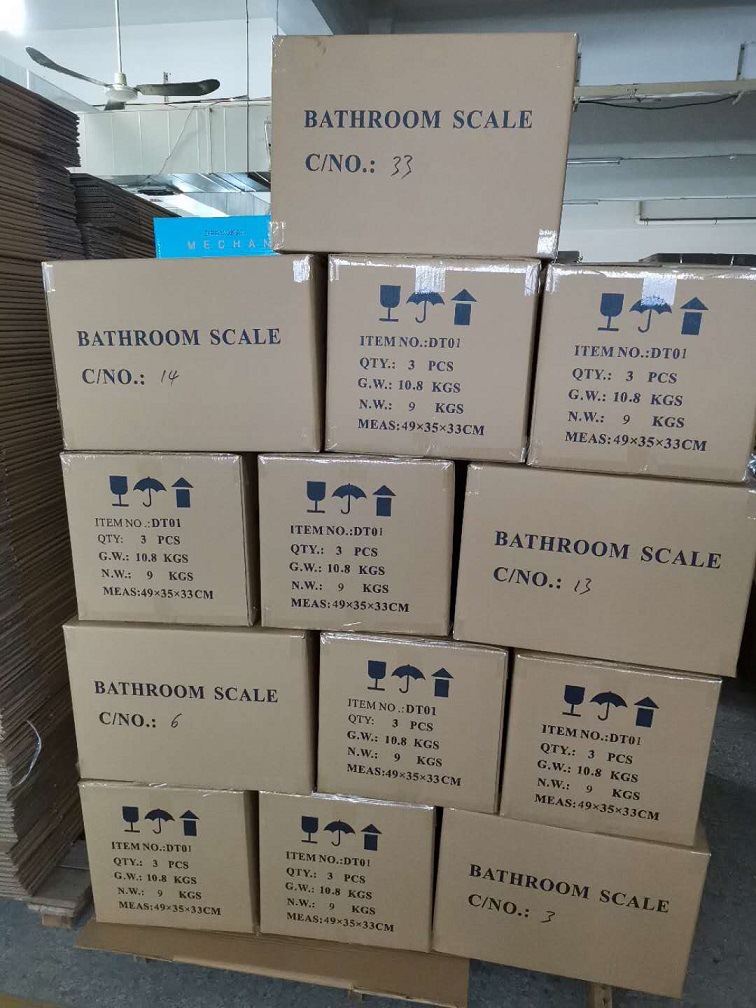 BATHROOM SCALE
C/NO.: 33
MECHAN
BATHROOM SCALE
C/NO.: 14
ITEM NO.:DT01
QTY.: 3 PCS
G.W.: 10.8 KGS
N.W.: 9 KGS
MEAS:49×35×33CM
ITEM NO.:DT01
QTY.: 3 PCS
G.W.: 10.8 KGS
N.W.: 9 KGS
MEAS:49×35×33CM
ITEM NO.:DT01
QTY: 3 PCS
G.W.: 10.8 KGS
N.W.: 9 KGS
MEAS:49×35×33CM
ITEM NO.:DT01
QTY.: 3 PCS
G.W.: 10.8 KGS
N.W.: 9 KGS
MEAS:49×35×33CM
BATHROOM SCALE
C/NO.: 13
BATHROOM SCALE
C/NO.: 6
ITEM NO.:DT01
QTY: 3 PCS
G.W.: 10.8 KGS
N.W.: 9 KGS
MEAS:49×35×33CM
ITEM NO.:DT01
QTY.: 3 PCS
G.W.: 10.8 KGS
N.W.: 9 KGS
MEAS:49×35×33CM
ITEM NO.:DT01
QTY.: 3 PCS
G.W.: 10.8 KGS
N.W.: 9 KGS
MEAS:49×35×33CM
ITEM NO.:DT01
QTY.: 3 PCS
G.W.: 10.8 KGS
N.W.: 9 KGS
MEAS:49×35×33CM
BATHROOM SCALE
C/NO.: 3